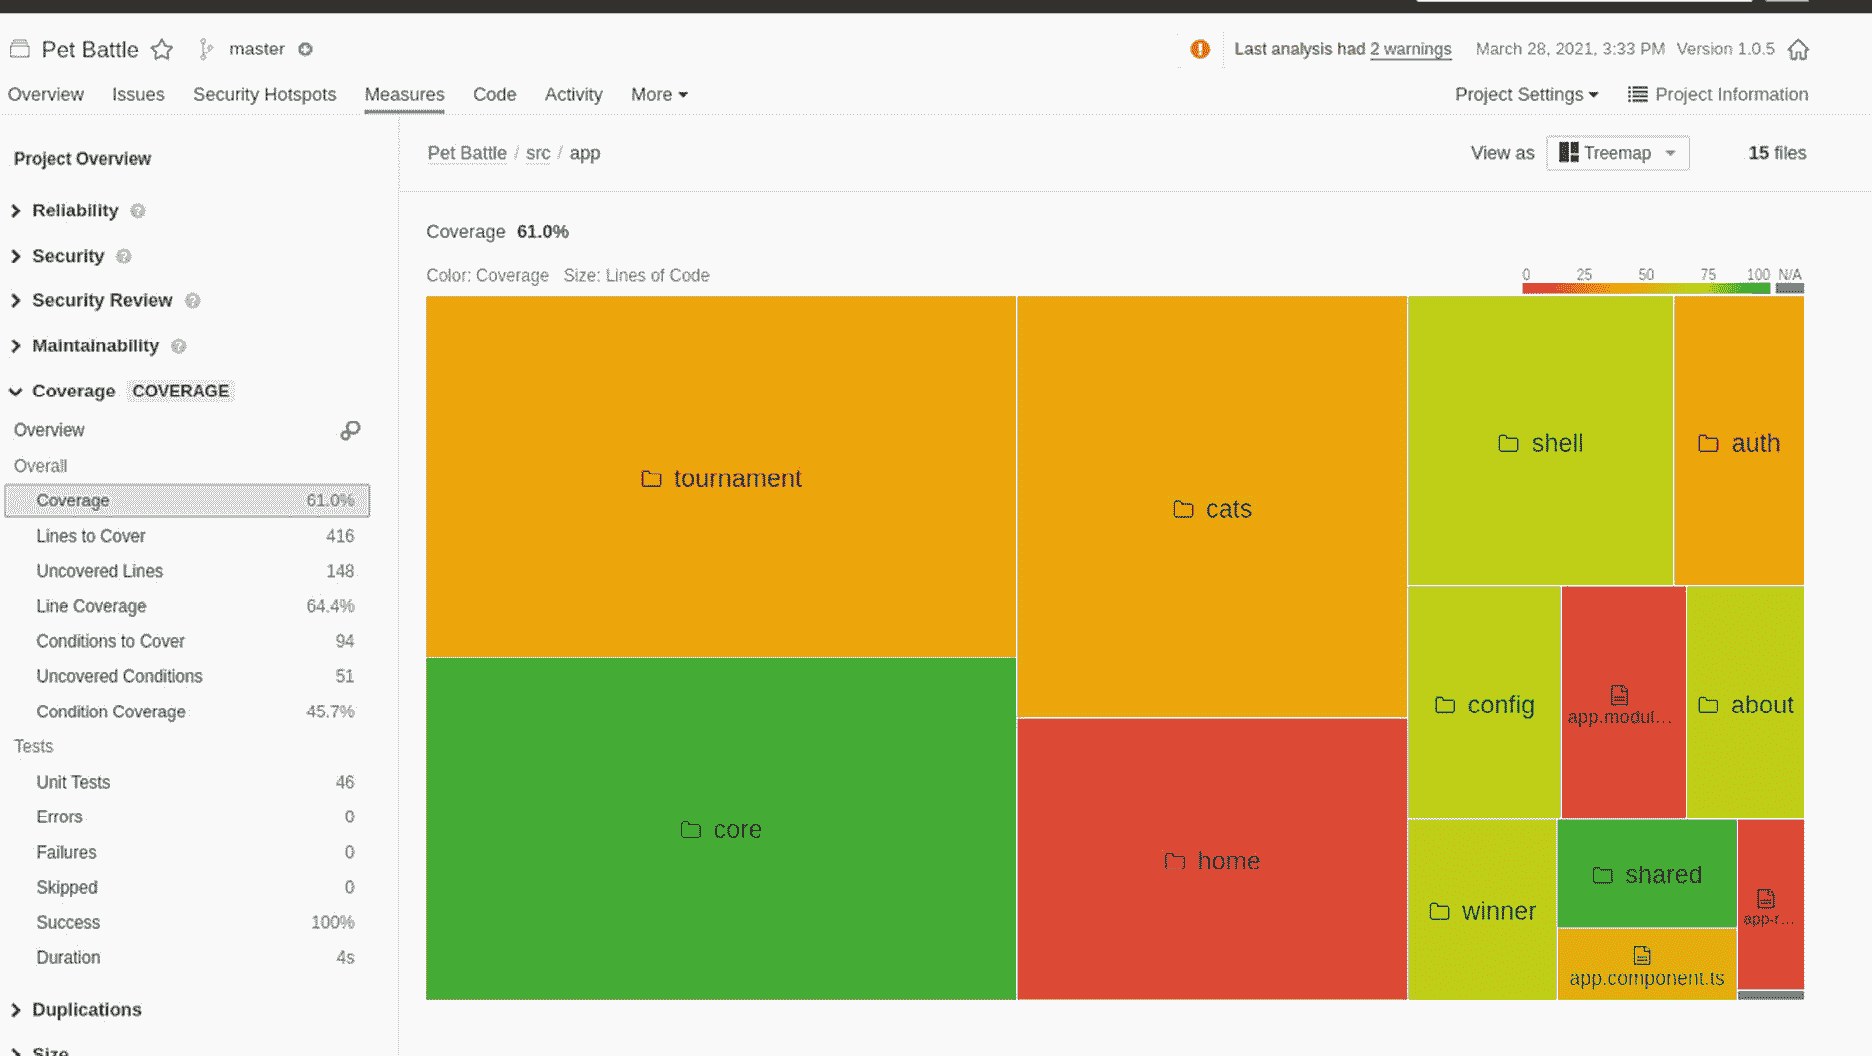 Pet Battle master
Last analysis had 2 warnings March 28, 2021, 3:33 PM Version 1.0.5
Overview Issues Security Hotspots Measures Code Activity More
Project Settings Project Information
Project Overview
Reliability
Security
Security Review
Maintainability
Coverage COVERAGE
Overview
Overall
Coverage 61.0%
Lines to Cover 416
Uncovered Lines 148
Line Coverage 64.4%
Conditions to Cover 94
Uncovered Conditions 51
Condition Coverage 45.7%
Tests
Unit Tests 46
Errors 0
Failures 0
Skipped 0
Success 100%
Duration 4s
Duplications
Size
Pet Battle / src / app
View as Treemap 15 files
Coverage 61.0%
Color: Coverage Size: Lines of Code
0 25 50 75 100 N/A
tournament
cats
shell
auth
core
home
config
app.modul...
about
winner
shared
app-r...
app.component.ts